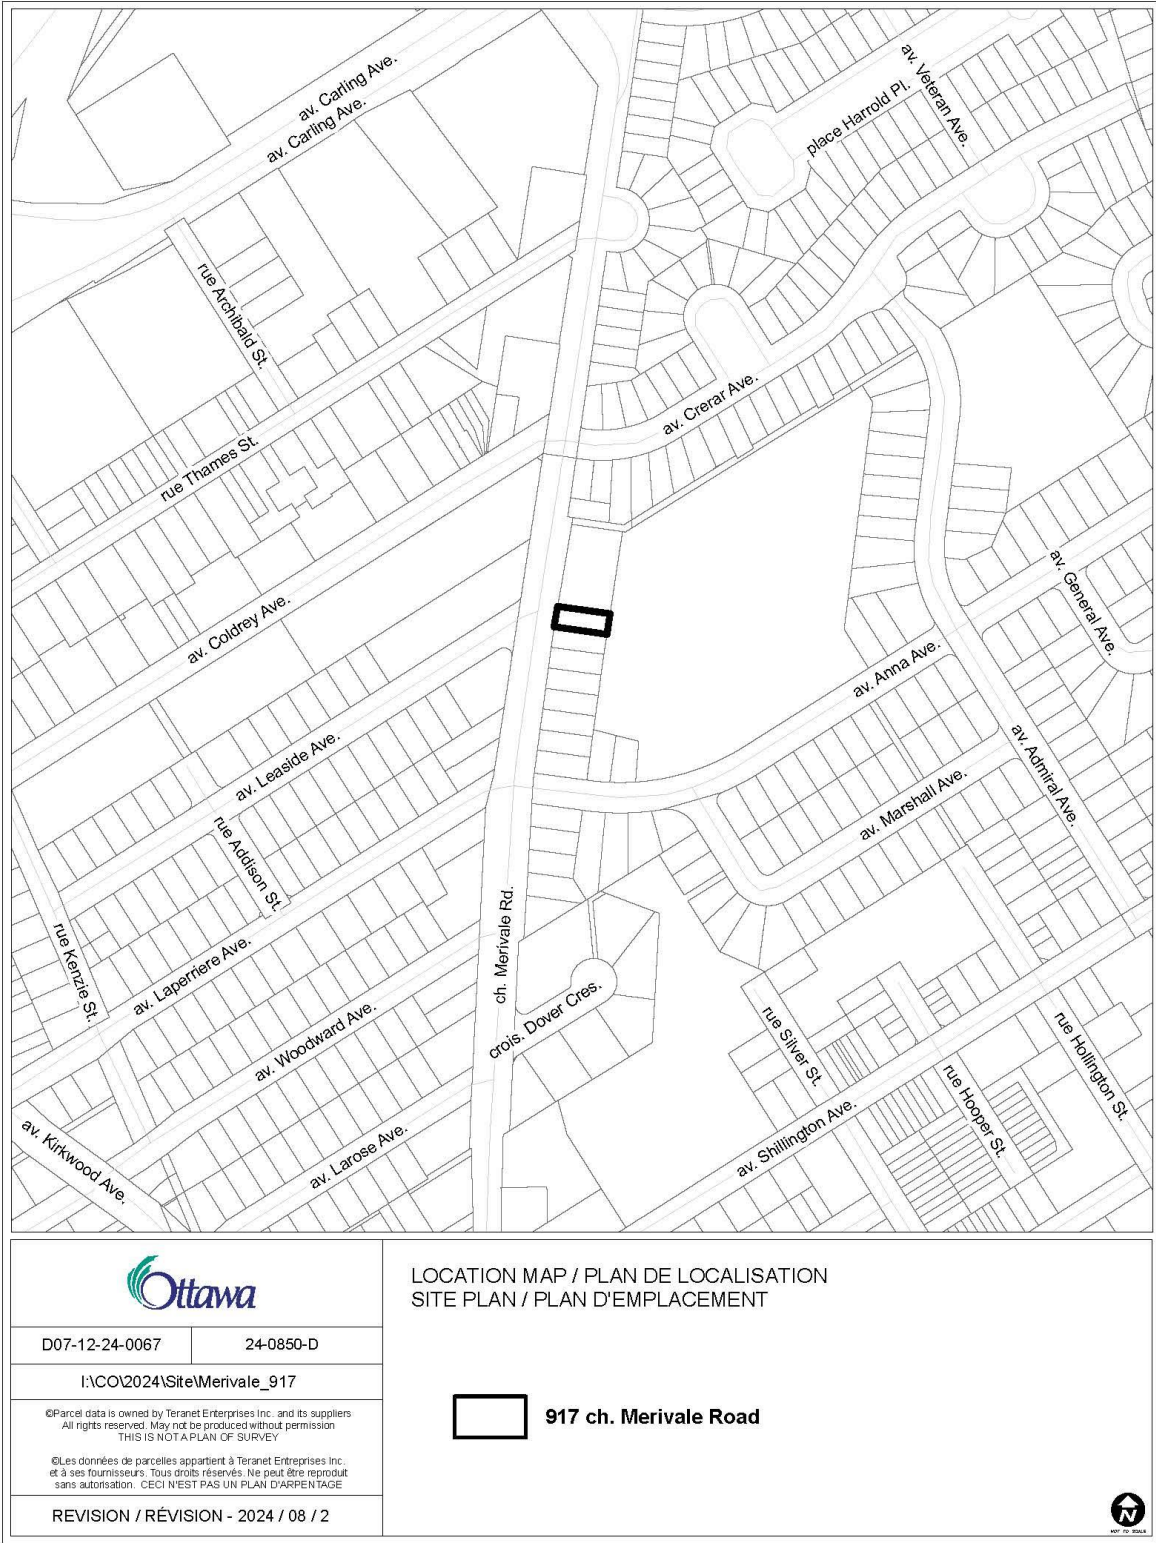 av. Carling Ave.
av. Carling Ave.
av. Veteran Ave.
place Harrold Pl.
rue Archibald St.
av. Crerar Ave.
rue Thames St.
av. General Ave.
av. Coldrey Ave.
av. Anna Ave.
av. Leaside Ave.
av. Admiral Ave.
av. Marshall Ave.
rue Addison St.
ch. Merivale Rd.
rue Kenzie St.
av. Laperriere Ave.
crois. Dover Cres.
av. Woodward Ave.
rue Silver St.
rue Hollington St.
rue Hooper St.
av. Kirkwood Ave.
av. Larose Ave.
av. Shillington Ave.
Ottawa
D07-12-24-0067
24-0850-D
I:\CO\2024\Site\Merivale_917
©Parcel data is owned by Teranet Enterprises Inc. and its suppliers
All rights reserved. May not be produced without permission
THIS IS NOT A PLAN OF SURVEY
©Les données de parcelles appartient à Teranet Entreprises Inc.
et à ses fournisseurs. Tous droits réservés. Ne peut être reproduit
sans autorisation. CECI N'EST PAS UN PLAN D'ARPENTAGE
REVISION / RÉVISION - 2024 / 08 / 2
LOCATION MAP / PLAN DE LOCALISATION
SITE PLAN / PLAN D'EMPLACEMENT
917 ch. Merivale Road
N
NOT TO SCALE